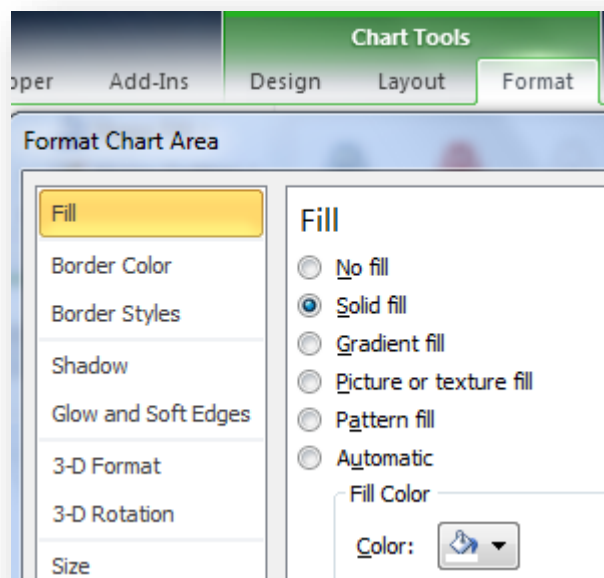 Chart Tools
Add-Ins Design Layout Format
Format Chart Area
Fill
Border Color
Border Styles
Shadow
Glow and Soft Edges
3-D Format
3-D Rotation
Size
Fill
No fill
Solid fill
Gradient fill
Picture or texture fill
Pattern fill
Automatic
Fill Color
Color: